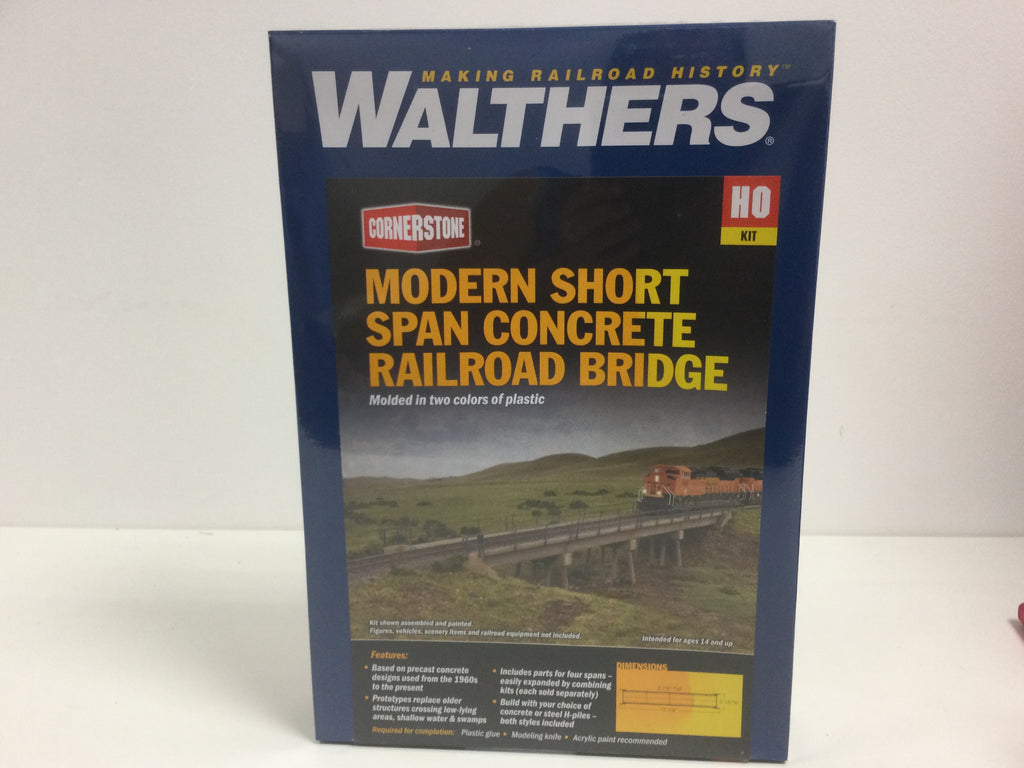 MAKING RAILROAD HISTORY™
WALTHERS®
CORNERSTONE®
HO
KIT
MODERN SHORT
SPAN CONCRETE
RAILROAD BRIDGE
Molded in two colors of plastic
Kit shown assembled and painted.
Figures, vehicles, scenery items and railroad equipment not included.
Intended for ages 14 and up
Features:
• Based on precast concrete
designs used from the 1960s
to the present
• Prototypes replace older
structures crossing low-lying
areas, shallow water & swamps
• Includes parts for four spans –
easily expanded by combining
kits (each sold separately)
• Build with your choice of
concrete or steel H-piles –
both styles included
DIMENSIONS
Required for completion: Plastic glue • Modeling knife • Acrylic paint recommended